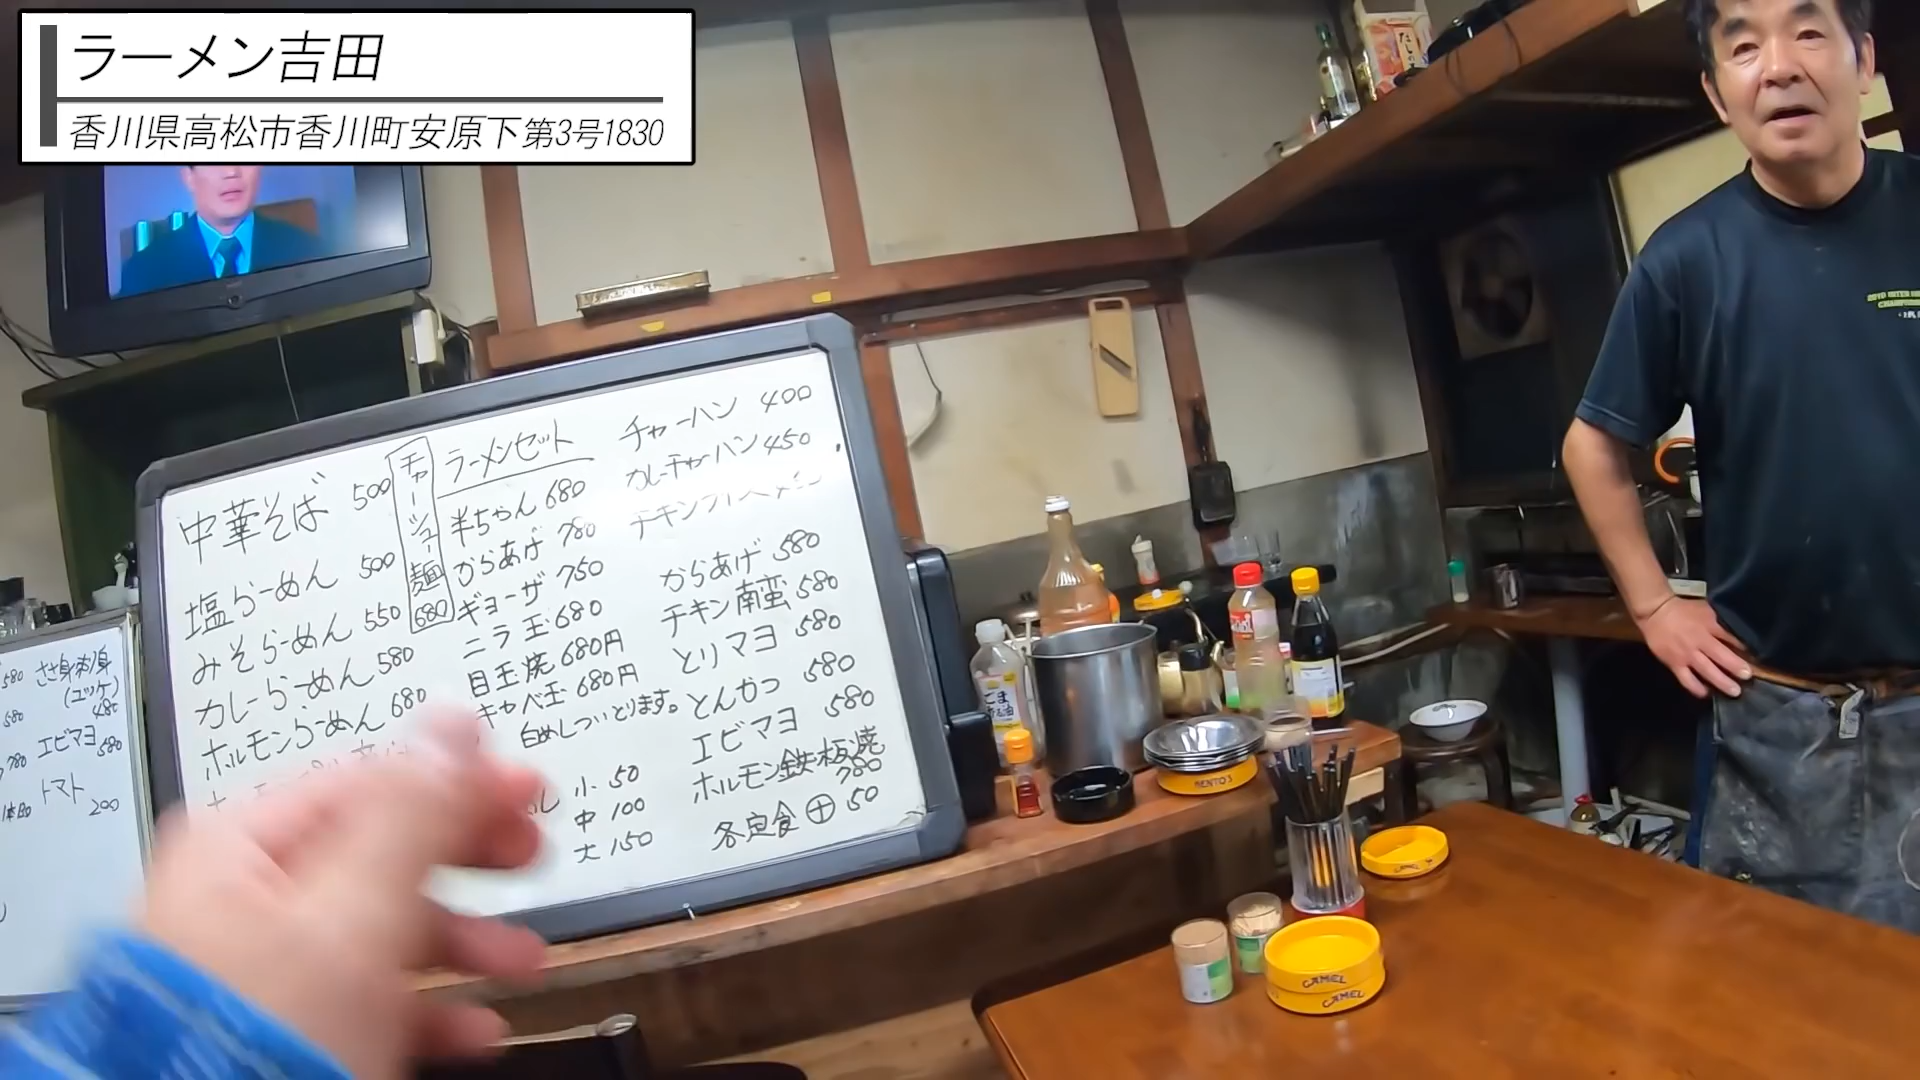 ラーメン吉田
香川県高松市香川町安原下第3号1830
中華そば 500
塩らーめん 500
みそらーめん 550
カレーらーめん 580
ホルモンらーめん 680
チャーシュー麺 680
ラーメンセット
半ちゃん 680
からあげ 780
ギョーザ 750
ニラ玉 680
目玉焼 680円
キャベ玉 680円
白めしついとります。
小 50
中 100
大 150
チャーハン 400
カレーチャーハン 450
からあげ 580
チキン南蛮 580
とりマヨ 580
とんかつ 580
エビマヨ 580
ホルモン鉄板焼 780
各定食 ⊕ 50
580
580
780
ささ身刺身
(ユッケ)
480
エビマヨ 580
トマト
200
BENTO'S
CAMEL
CAMEL
CAMEL